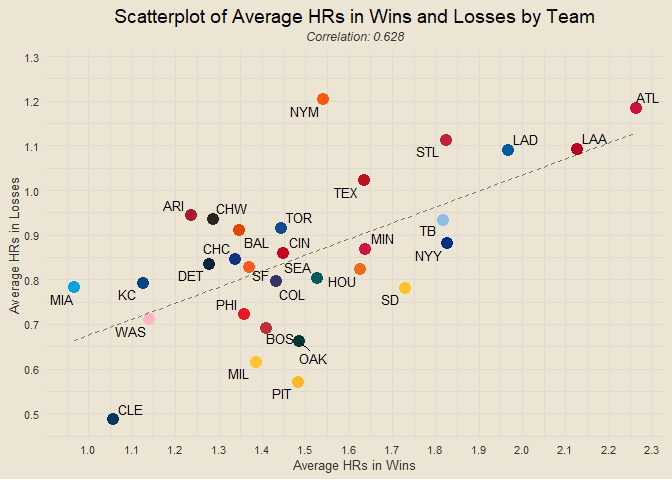 Scatterplot of Average HRs in Wins and Losses by Team
Correlation: 0.628
1.3
1.2
1.1
1.0
0.9
0.8
0.7
0.6
0.5
Average HRs in Losses
ATL
NYM
LAD
LAA
STL
TEX
ARI
CHW
TOR
TB
BAL
CIN
MIN
NYY
CHC
DET
SF
SEA
HOU
MIA
KC
COL
SD
PHI
WAS
BOS
OAK
MIL
PIT
CLE
1.0 1.1 1.2 1.3 1.4 1.5 1.6 1.7 1.8 1.9 2.0 2.1 2.2 2.3
Average HRs in Wins